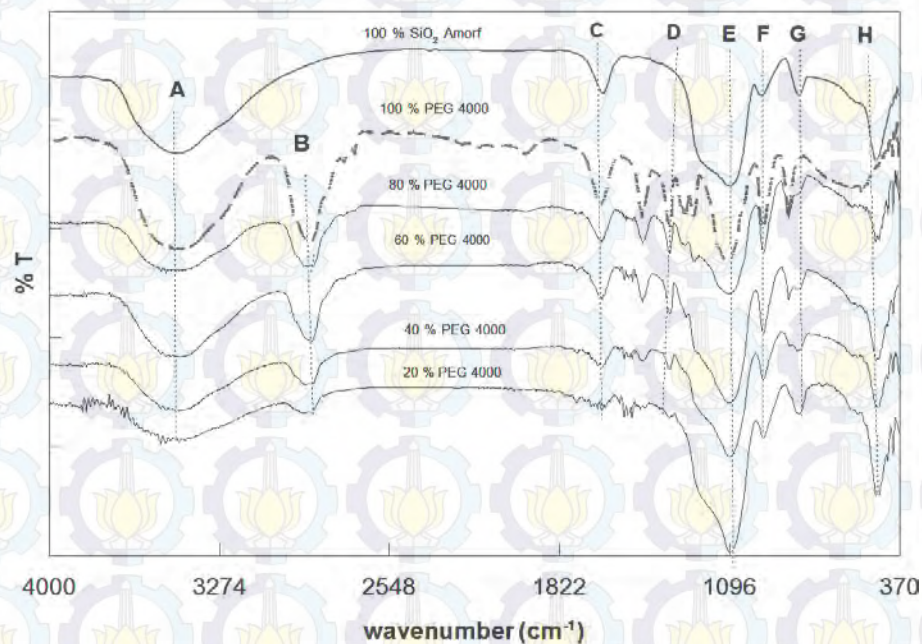 100 % SiO₂ Amorf
C
D
E
F
G
H
A
100 % PEG 4000
B
80 % PEG 4000
60 % PEG 4000
% T
40 % PEG 4000
20 % PEG 4000
4000
3274
2548
1822
1096
370
wavenumber (cm⁻¹)